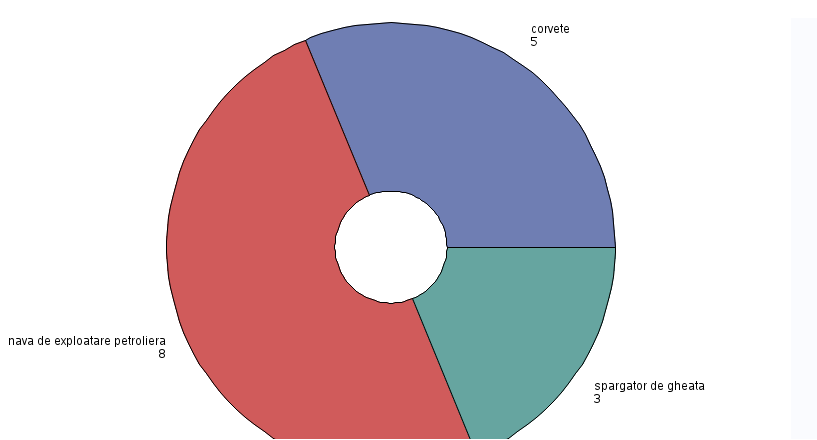 corvete
5
nava de exploatare petroliera
8
spargator de gheata
3